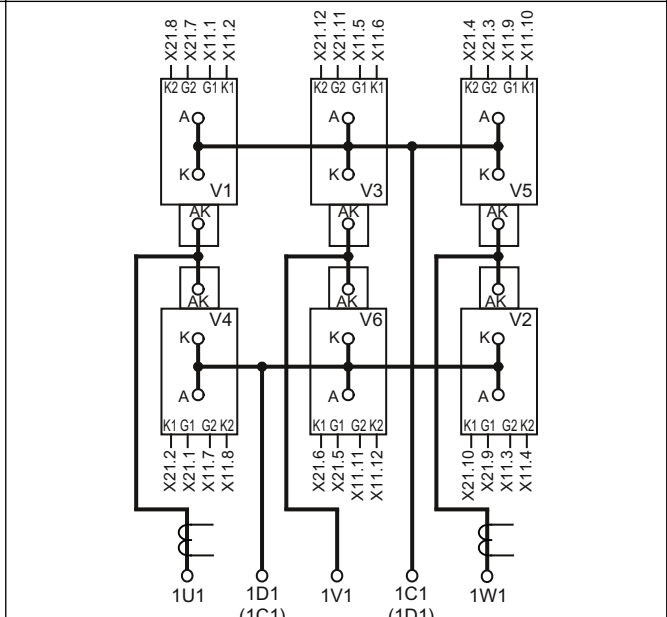 X21.8 X21.7 X11.1 X11.2 X21.12 X21.11 X11.5 X11.6 X21.4 X21.3 X11.9 X11.10
K2 G2 G1 K1 K2 G2 G1 K1 K2 G2 G1 K1
A A A
K K K
V1 V3 V5
AK AK AK
AK AK AK
V4 V6 V2
K K K
A A A
K1 G1 G2 K2 K1 G1 G2 K2 K1 G1 G2 K2
X21.2 X21.1 X11.7 X11.8 X21.6 X21.5 X11.11 X11.12 X21.10 X21.9 X11.3 X11.4
1U1 1D1 1V1 1C1 1W1
(1C1) (1D1)